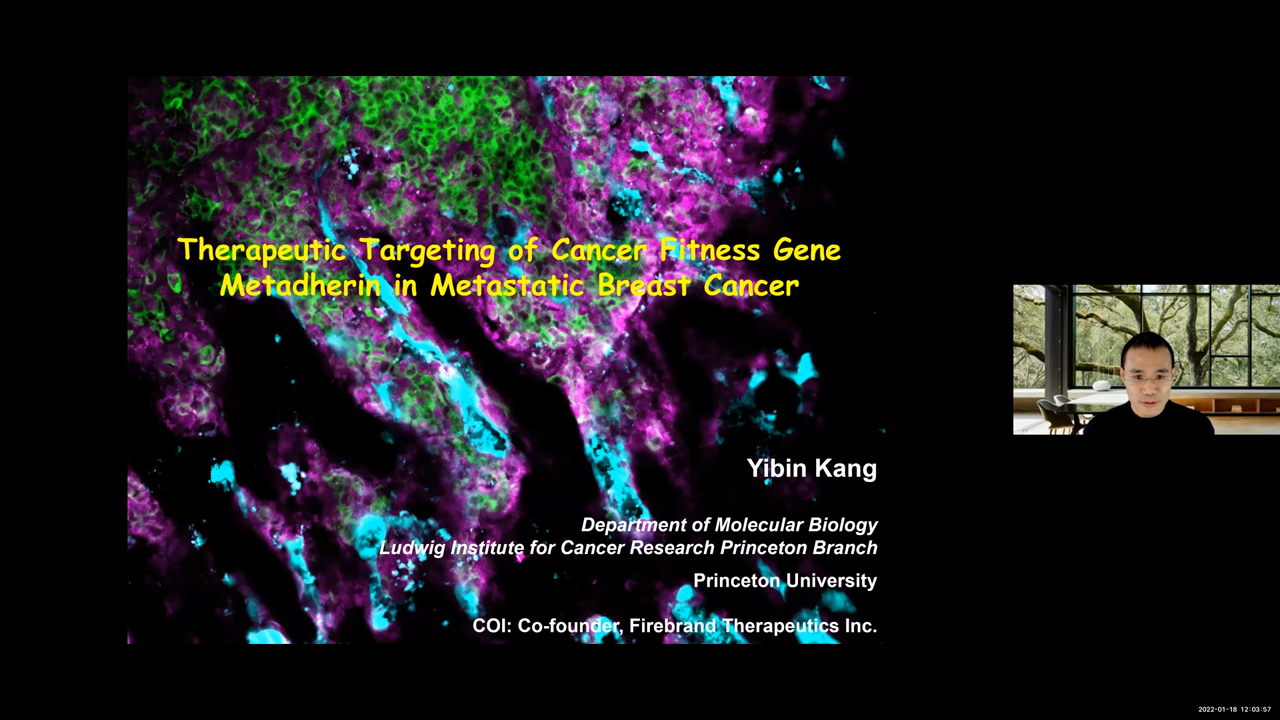 Therapeutic Targeting of Cancer Fitness Gene
Metadherin in Metastatic Breast Cancer
Yibin Kang
Department of Molecular Biology
Ludwig Institute for Cancer Research Princeton Branch
Princeton University
COI: Co-founder, Firebrand Therapeutics Inc.
2022-01-18 12:03:57